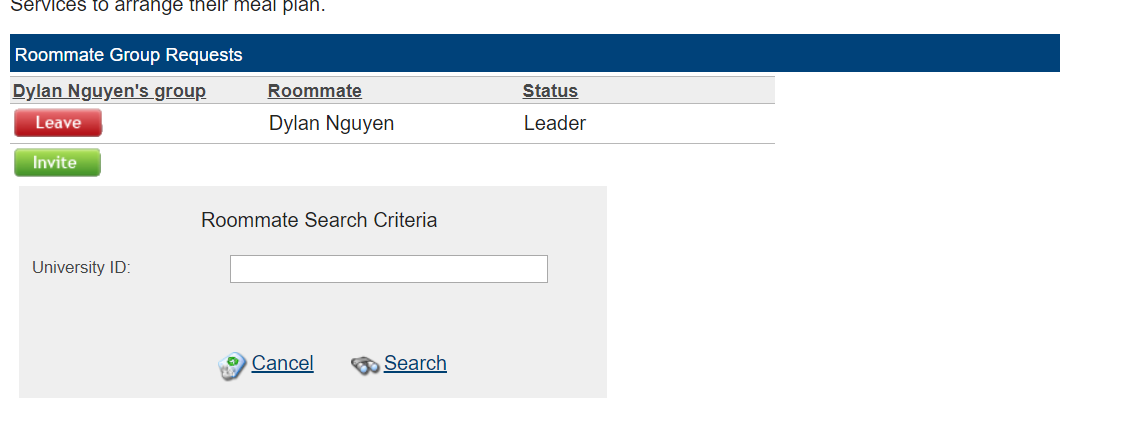 Services to arrange their meal plan.
Roommate Group Requests
Dylan Nguyen's group Roommate Status
Leave Dylan Nguyen Leader
Invite
Roommate Search Criteria
University ID:
Cancel Search